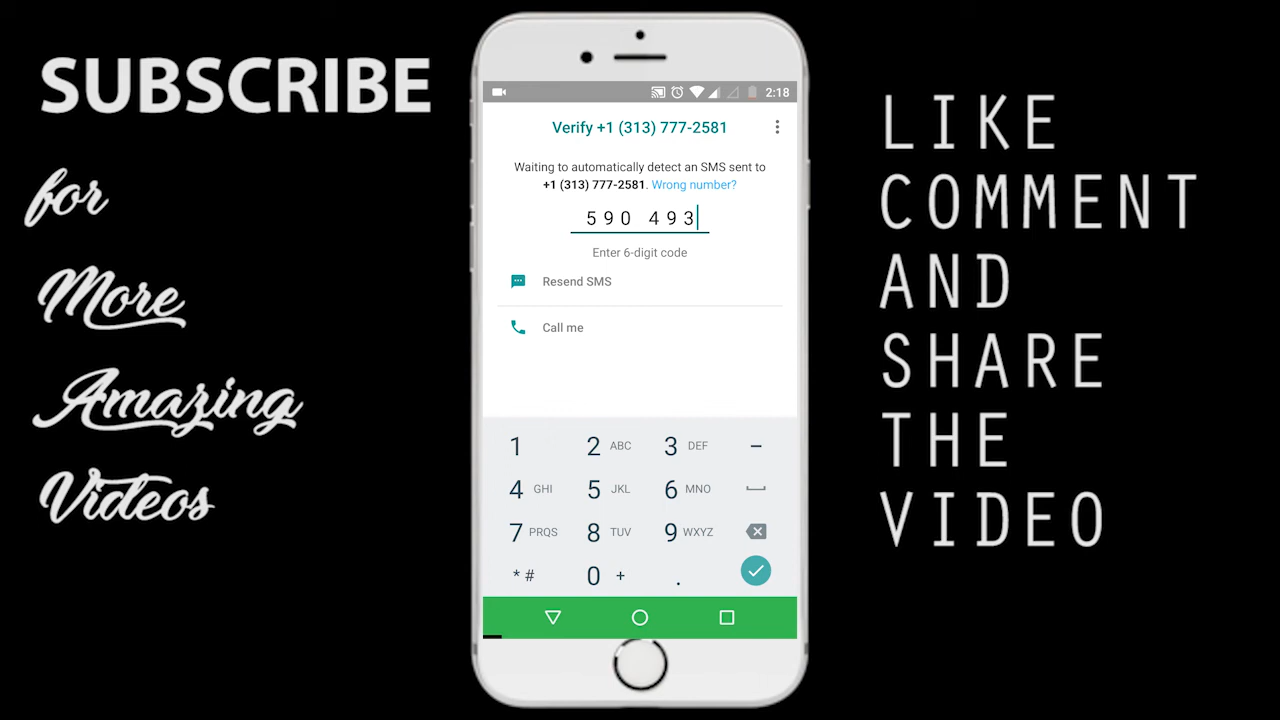 SUBSCRIBE
for
More
Amazing
Videos
2:18
Verify +1 (313) 777-2581
Waiting to automatically detect an SMS sent to
+1 (313) 777-2581. Wrong number?
590 493
Enter 6-digit code
Resend SMS
Call me
1 2 ABC 3 DEF –
4 GHI 5 JKL 6 MNO
7 PRQS 8 TUV 9 WXYZ
* # 0 + .
LIKE
COMMENT
AND
SHARE
THE
VIDEO